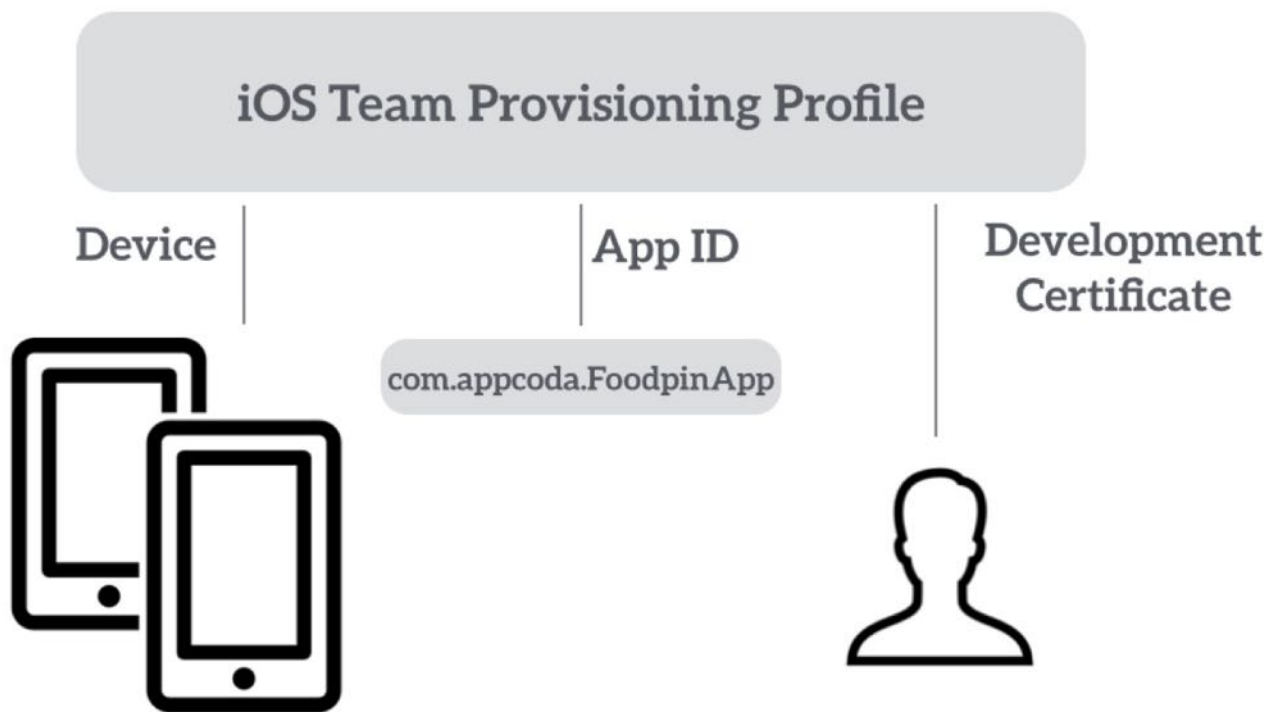 iOS Team Provisioning Profile
Device
App ID
Development
Certificate
com.appcoda.FoodpinApp